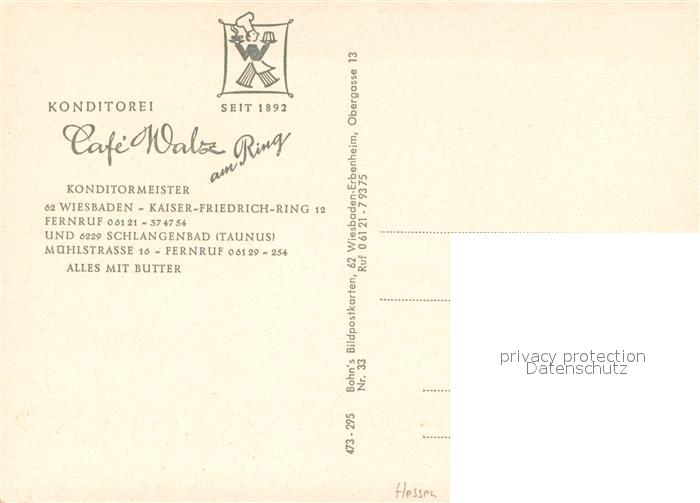 KONDITOREI
SEIT 1892
Café Walz
am Ring
KONDITORMEISTER
62 WIESBADEN - KAISER-FRIEDRICH-RING 12
FERNRUF 06121 - 374754
UND 6229 SCHLANGENBAD (TAUNUS)
MÜHLSTRASSE 16 - FERNRUF 06129 - 254
ALLES MIT BUTTER
473 - 295 Bohn's Bildpostkarten, 62 Wiesbaden-Erbenheim, Obergasse 13
Nr. 33 Ruf 06121-79375
privacy protection
Datenschutz
Hessen